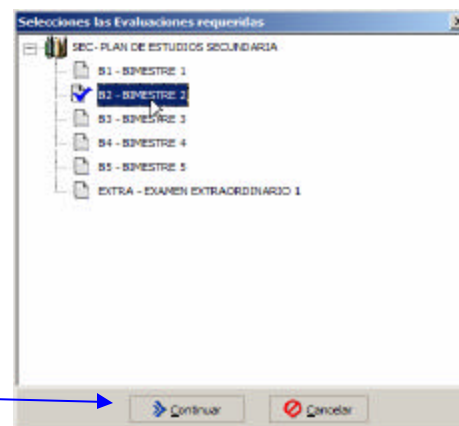 Selecciones las Evaluaciones requeridas
SEC- PLAN DE ESTUDIOS SECUNDARIA
B1 - BIMESTRE 1
B2 - BIMESTRE 2
B3 - BIMESTRE 3
B4 - BIMESTRE 4
B5 - BIMESTRE 5
EXTRA - EXAMEN EXTRAORDINARIO 1
Continuar
Cancelar